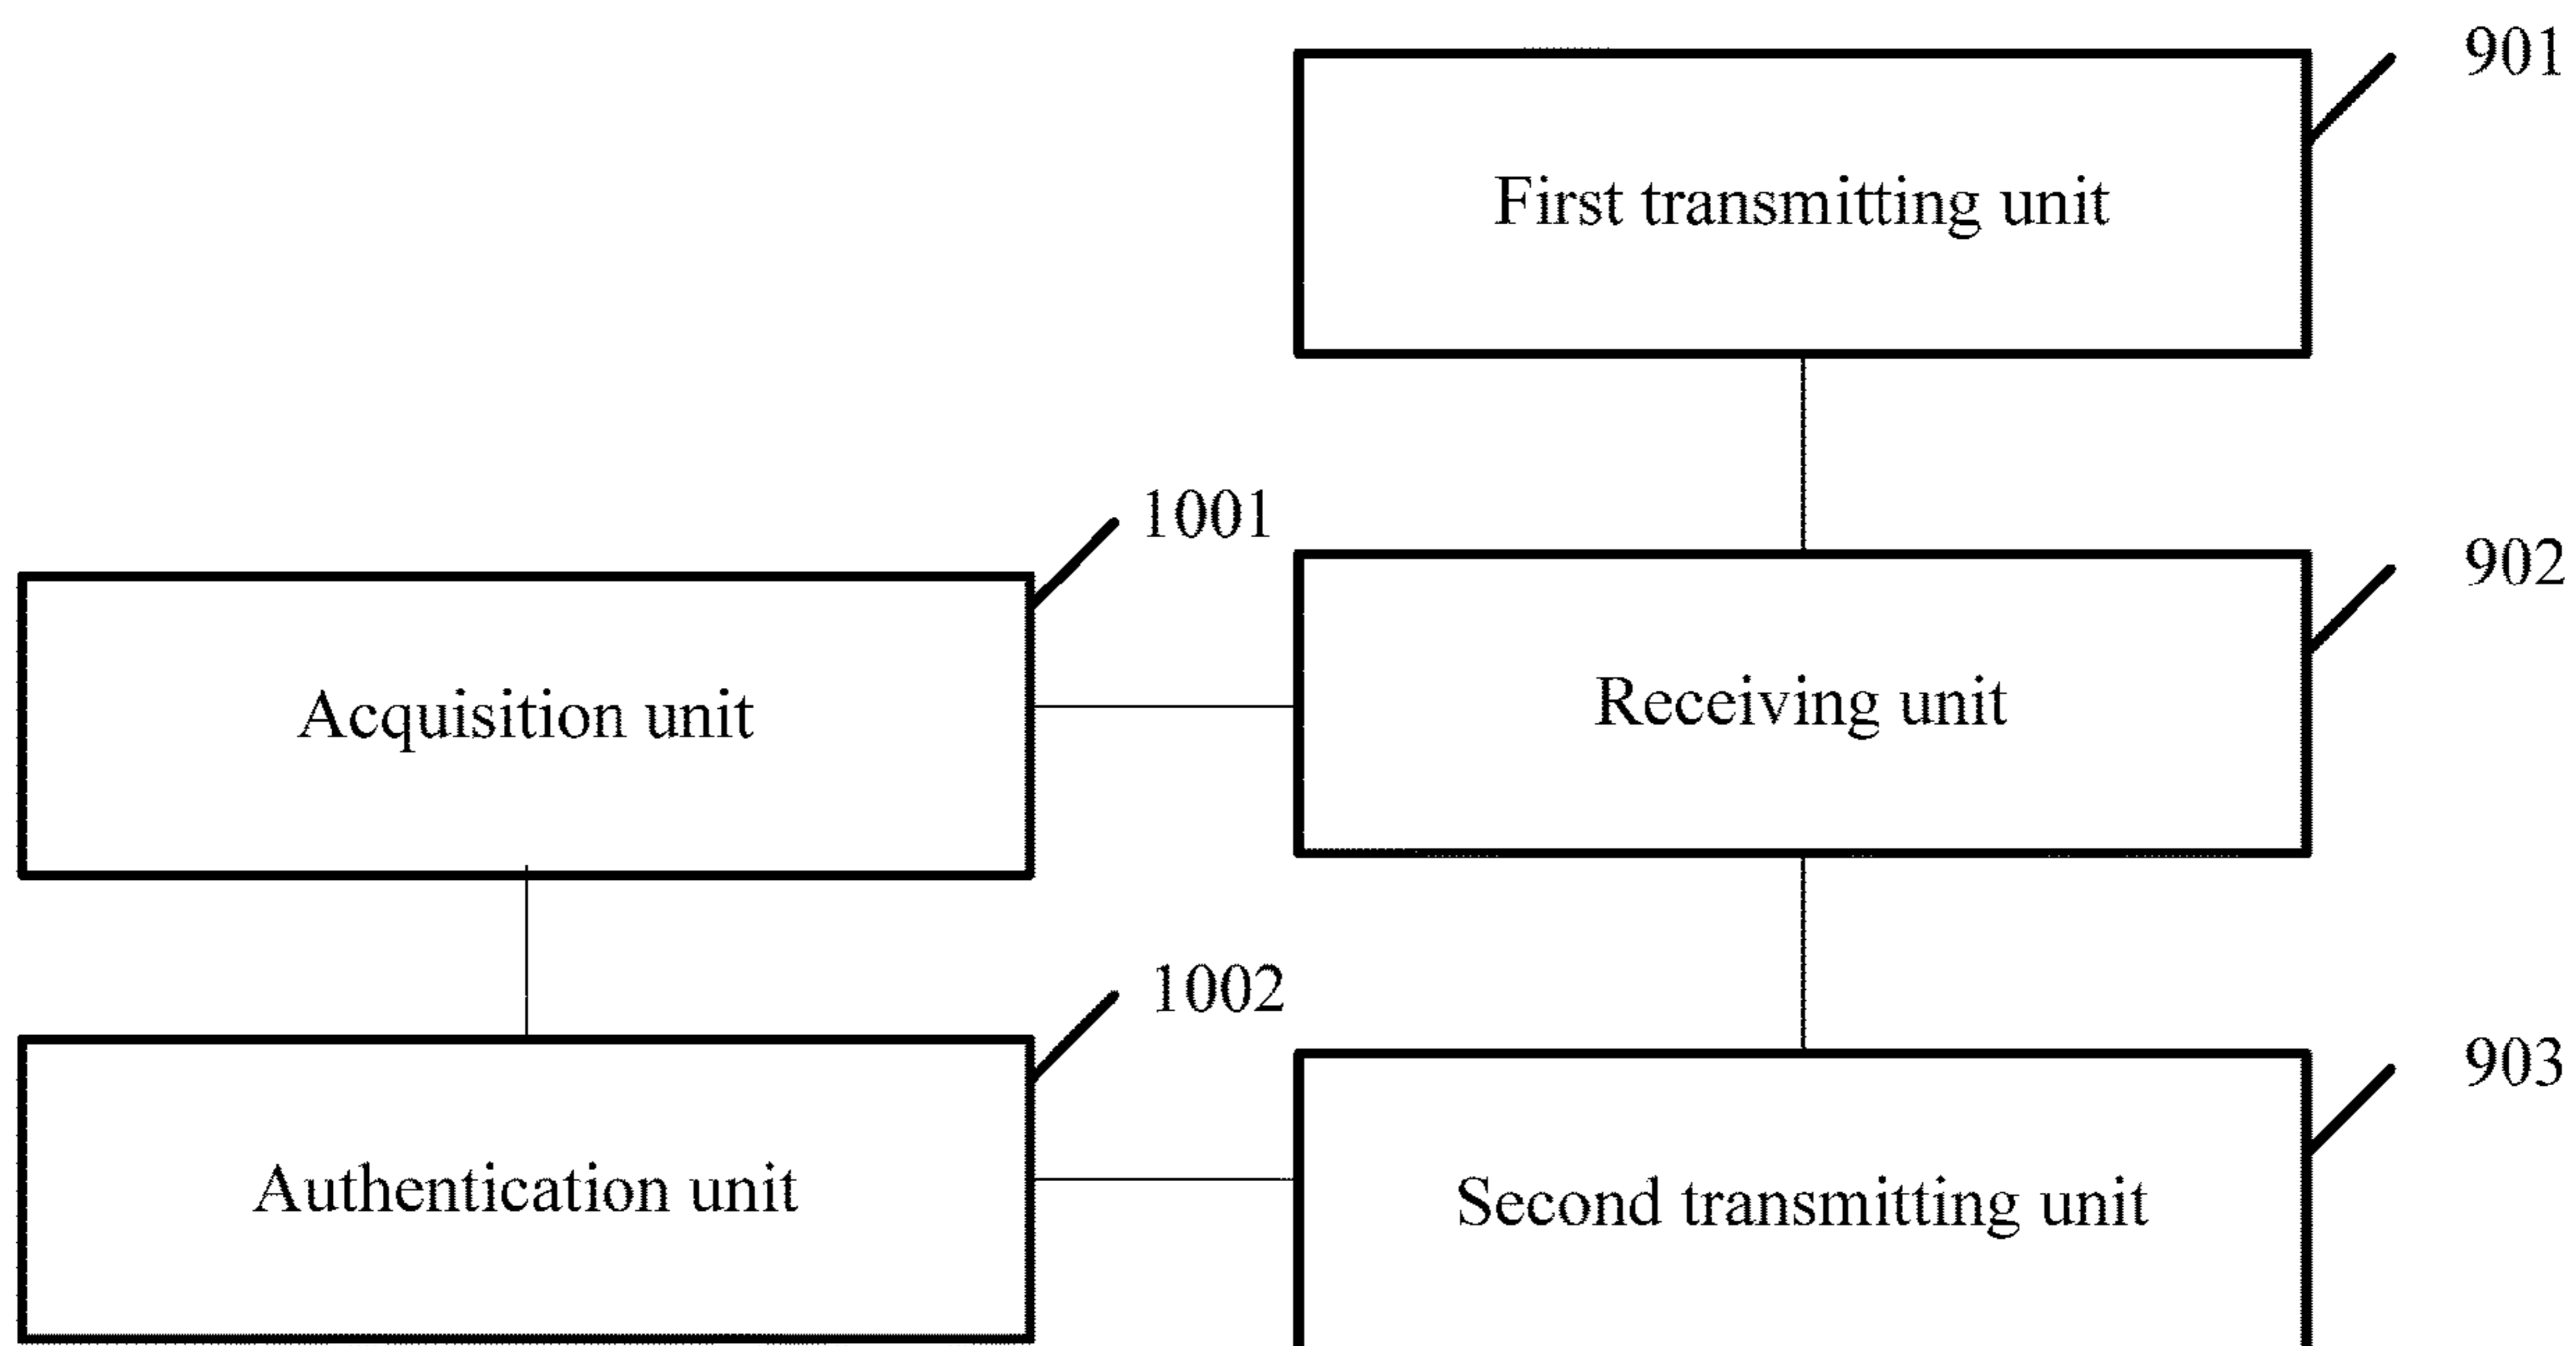 901
First transmitting unit
1001
902
Acquisition unit
Receiving unit
1002
903
Authentication unit
Second transmitting unit